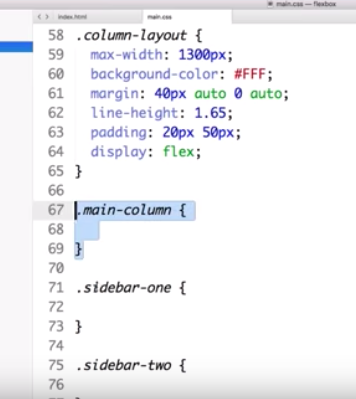 main.css — flexbox
index.html main.css
58 .column-layout {
59 max-width: 1300px;
60 background-color: #FFF;
61 margin: 40px auto 0 auto;
62 line-height: 1.65;
63 padding: 20px 50px;
64 display: flex;
65 }
66
67 .main-column {
68
69 }
70
71 .sidebar-one {
72
73 }
74
75 .sidebar-two {
76